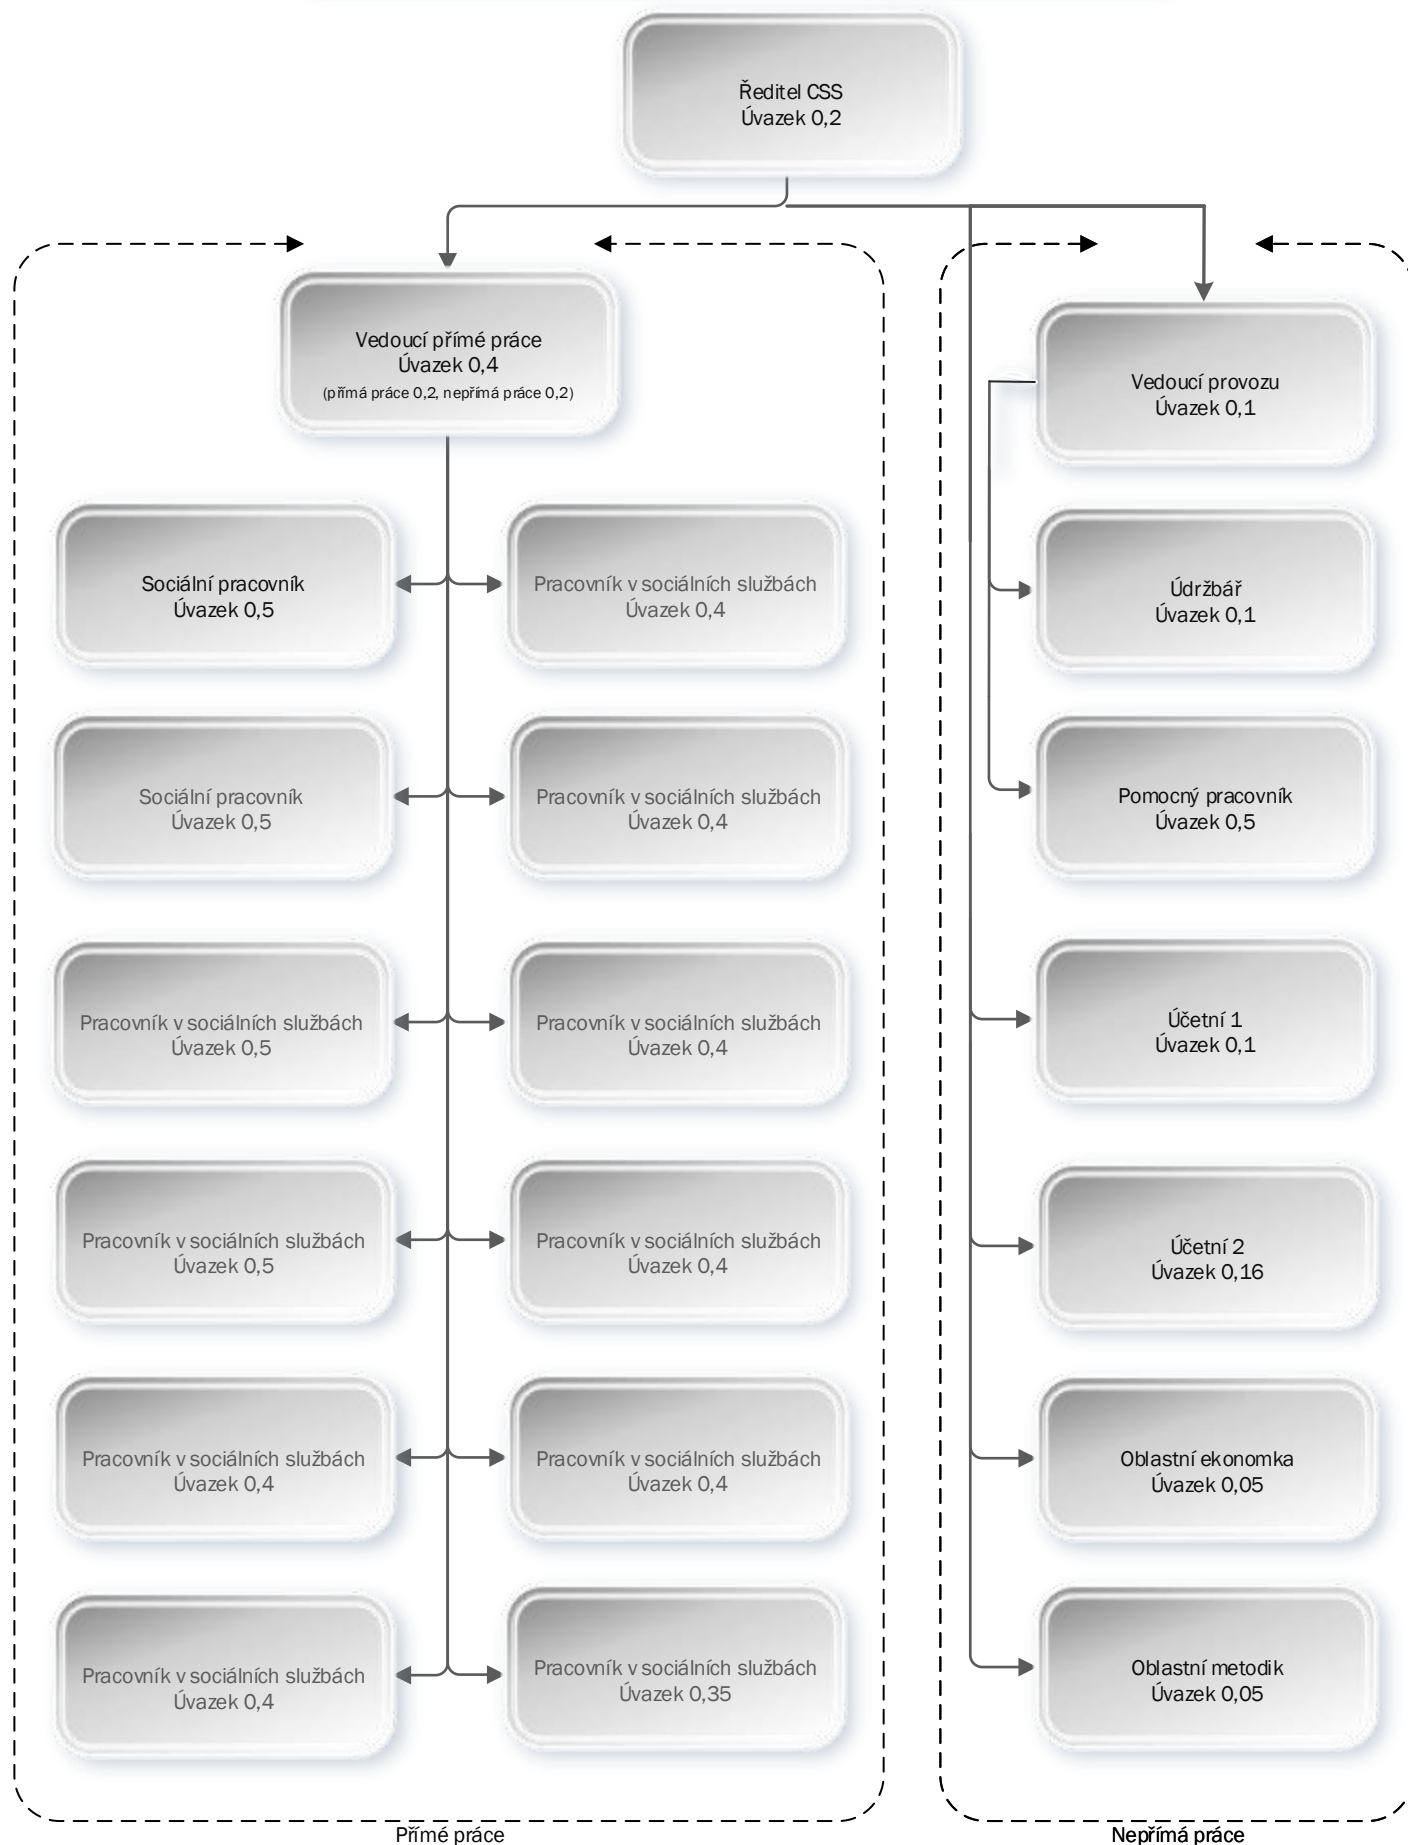 Ředitel CSS
Úvazek 0,2
Vedoucí přímé práce
Úvazek 0,4
(přímá práce 0,2, nepřímá práce 0,2)
Vedoucí provozu
Úvazek 0,1
Sociální pracovník
Úvazek 0,5
Pracovník v sociálních službách
Úvazek 0,4
Údržbář
Úvazek 0,1
Sociální pracovník
Úvazek 0,5
Pracovník v sociálních službách
Úvazek 0,4
Pomocný pracovník
Úvazek 0,5
Pracovník v sociálních službách
Úvazek 0,5
Pracovník v sociálních službách
Úvazek 0,4
Účetní 1
Úvazek 0,1
Pracovník v sociálních službách
Úvazek 0,5
Pracovník v sociálních službách
Úvazek 0,4
Účetní 2
Úvazek 0,16
Pracovník v sociálních službách
Úvazek 0,4
Pracovník v sociálních službách
Úvazek 0,4
Oblastní ekonomka
Úvazek 0,05
Pracovník v sociálních službách
Úvazek 0,4
Pracovník v sociálních službách
Úvazek 0,35
Oblastní metodik
Úvazek 0,05
Přímé práce
Nepřímá práce